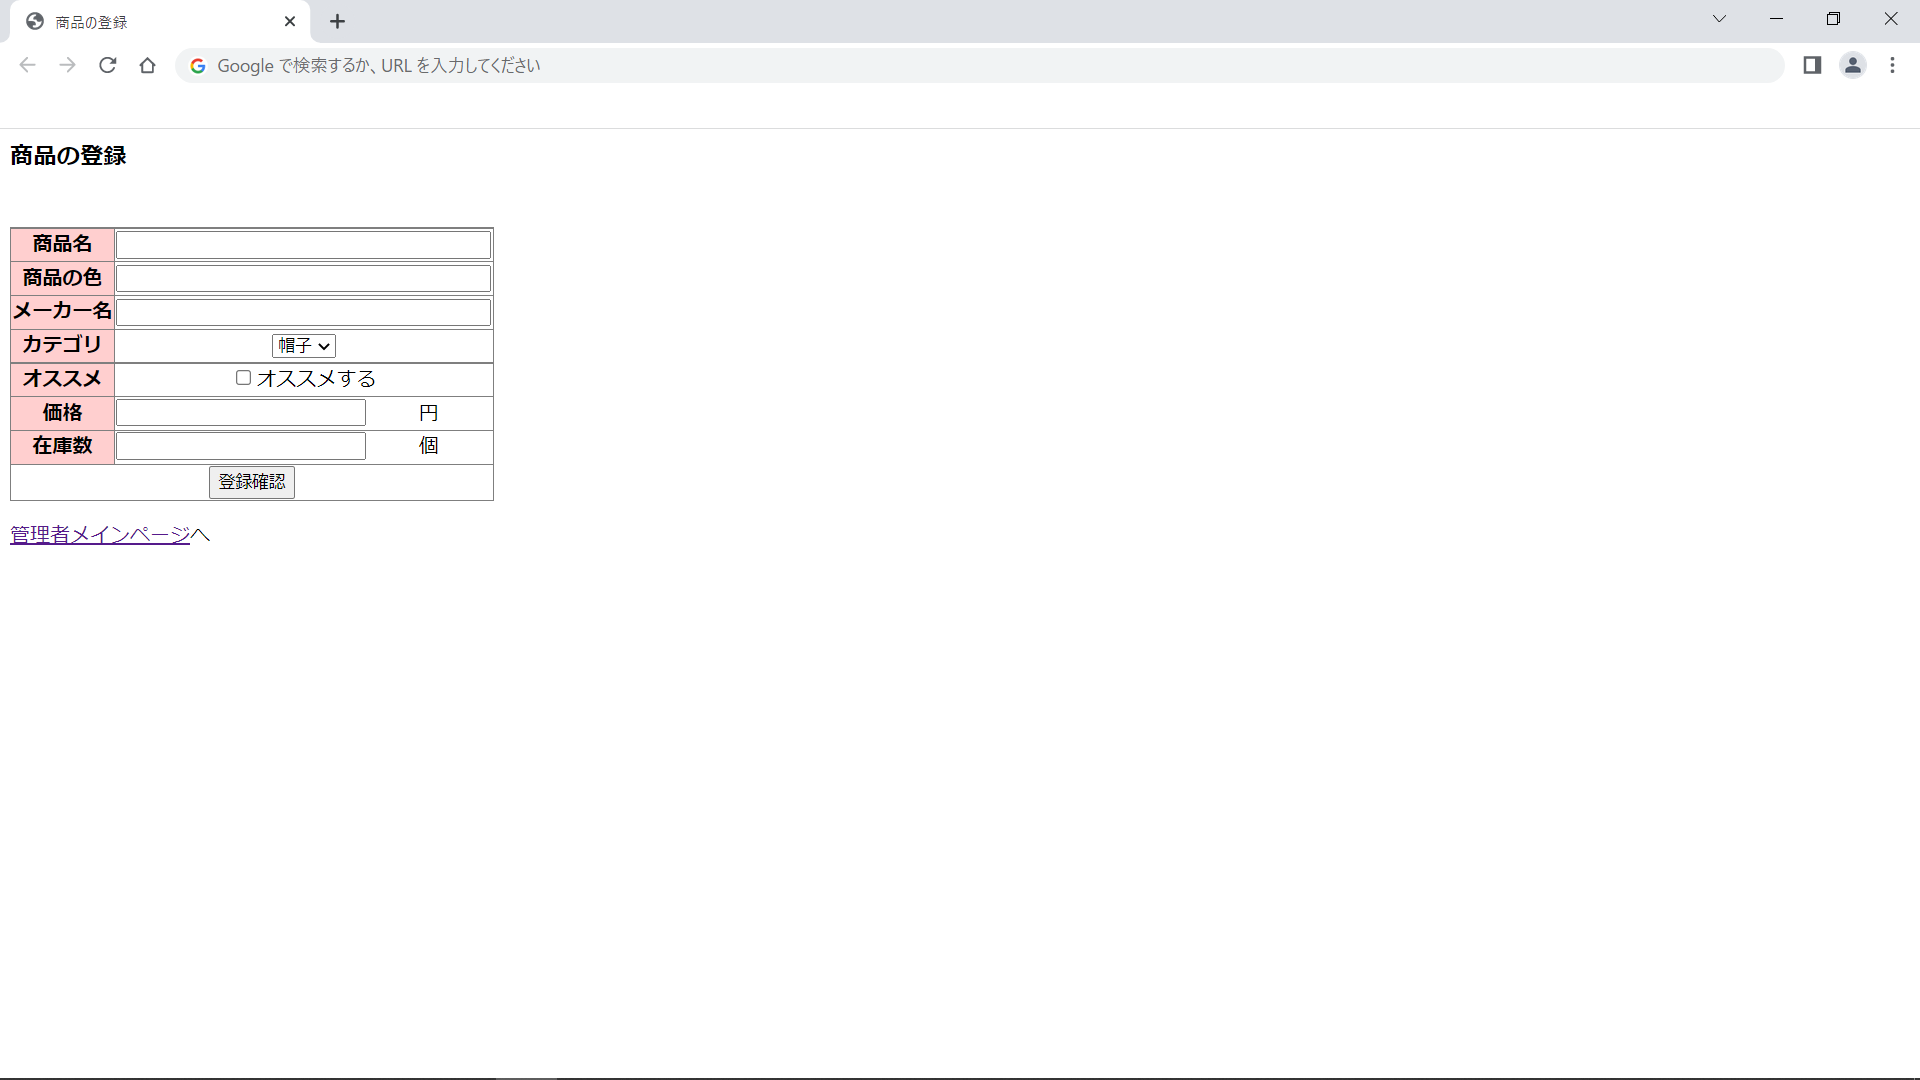 商品の登録
Google で検索するか、URL を入力してください
商品の登録
商品名
商品の色
メーカー名
カテゴリ 帽子
オススメ オススメする
価格 円
在庫数 個
登録確認
管理者メインページへ